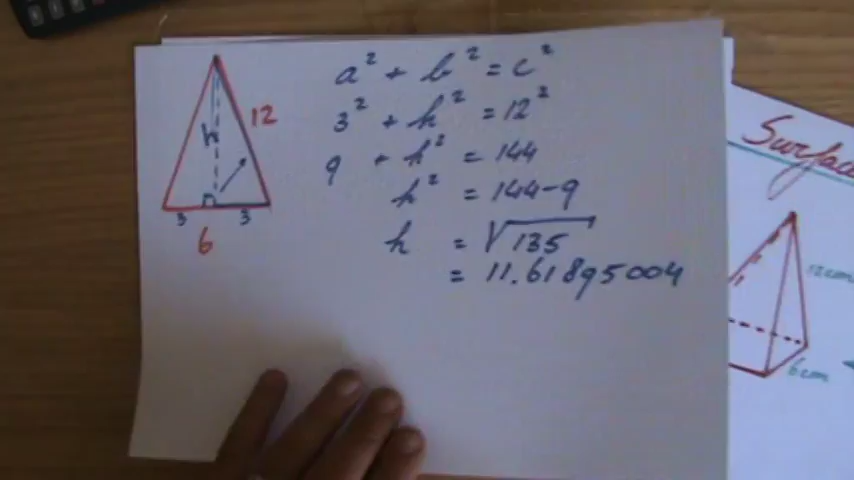 a² + b² = c²
3² + h² = 12²
9 + h² = 144
h² = 144-9
h = √135
= 11.61895004
12
h
3 3
6
Surface
12cm
6cm